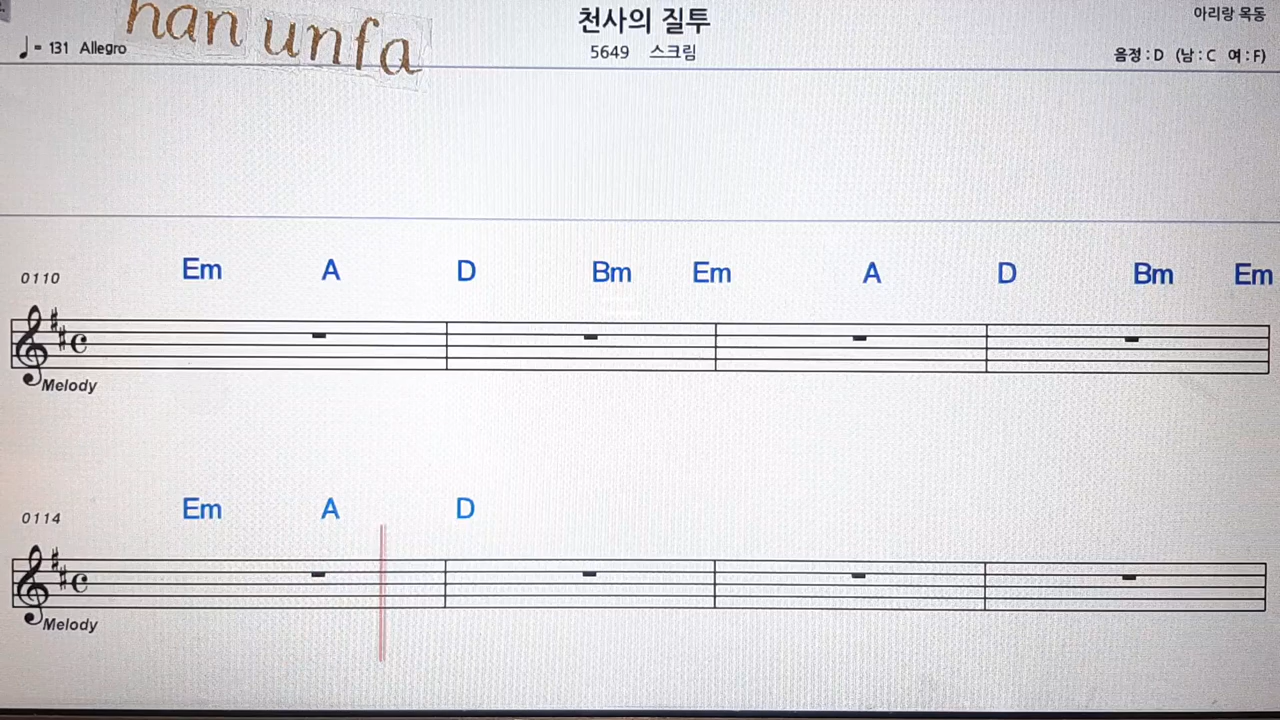 han unfa
천사의 질투
아리랑 목동
♩= 131 Allegro
5649 스크림
음정 : D (남 : C 여 : F)
Em A D Bm Em A D Bm Em
0110
Melody
Em A D
0114
Melody